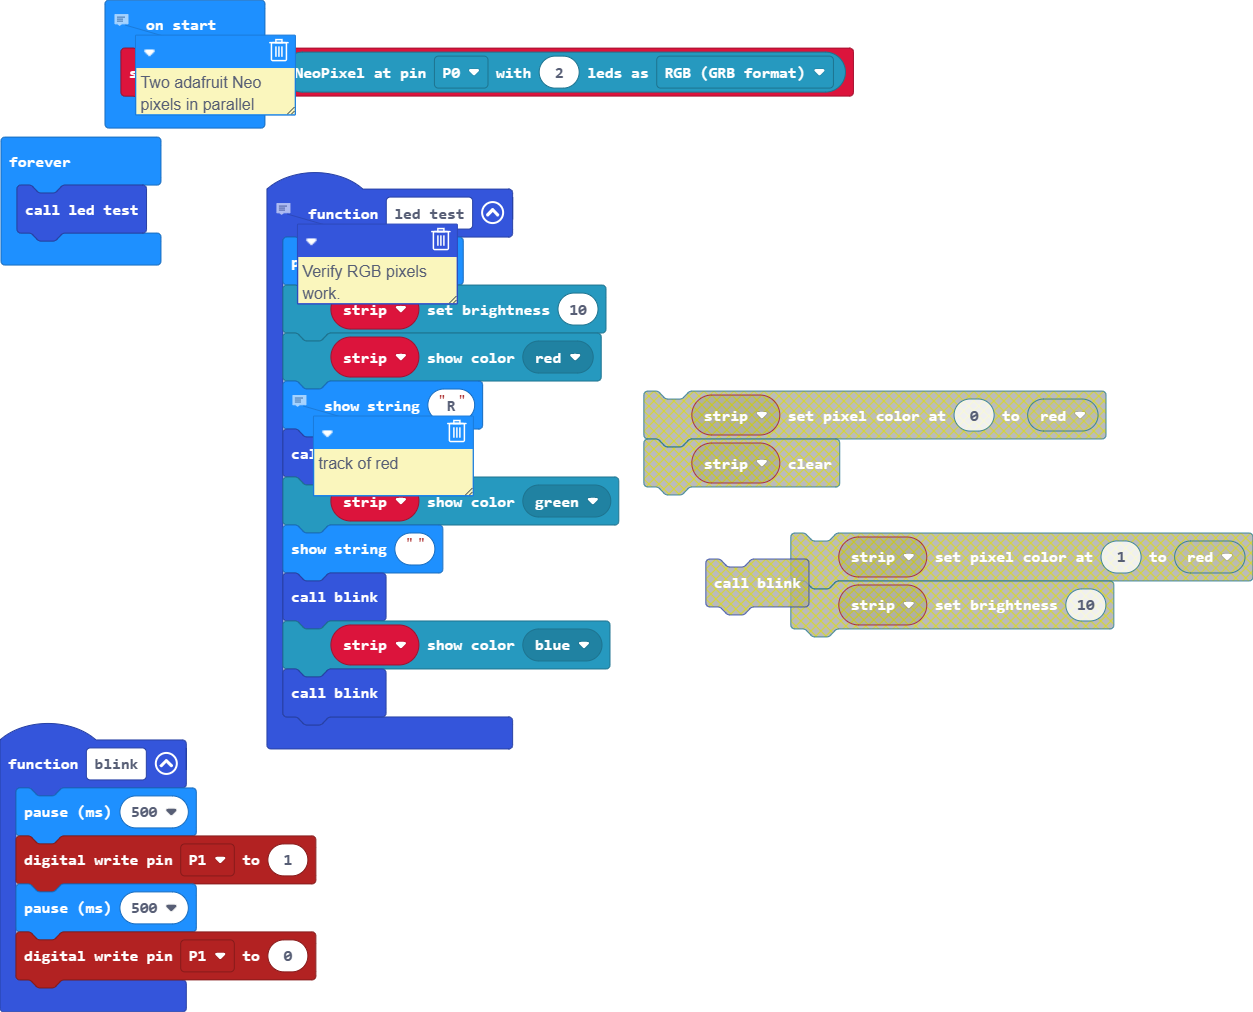 on start
Two adafruit Neo
pixels in parallel
NeoPixel at pin P0 with 2 leds as RGB (GRB format)
forever
call led test
function led test
Verify RGB pixels
work.
strip set brightness 10
strip show color red
show string "R"
track of red
strip show color green
show string " "
call blink
strip show color blue
call blink
strip set pixel color at 0 to red
strip clear
strip set pixel color at 1 to red
call blink
strip set brightness 10
function blink
pause (ms) 500
digital write pin P1 to 1
pause (ms) 500
digital write pin P1 to 0